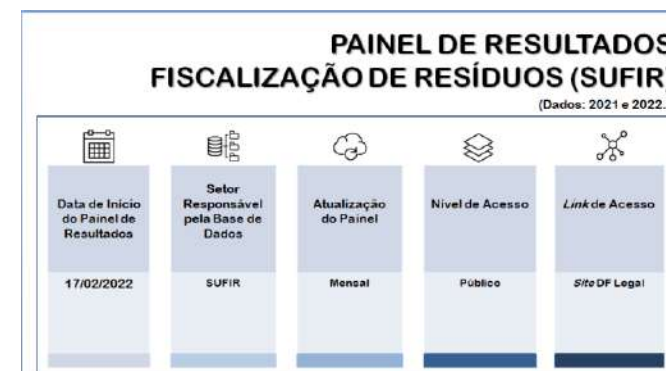 PAINEL DE RESULTADOS
FISCALIZAÇÃO DE RESÍDUOS (SUFIR)
(Dados: 2021 e 2022.
Data de Início
do Painel de
Resultados
Setor
Responsável
pela Base de
Dados
Atualização
do Painel
Nível de Acesso
Link de Acesso
17/02/2022
SUFIR
Mensal
Público
Site DF Legal